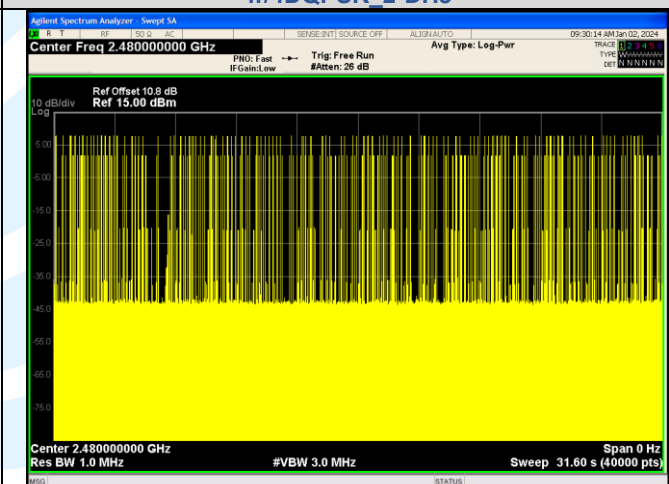 Agilent Spectrum Analyzer - Swept SA
LXI R T RF 50 Ω AC SENSE:INT SOURCE OFF ALIGNAUTO 09:30:14 AM Jan 02, 2024
Center Freq 2.480000000 GHz Avg Type: Log-Pwr TRACE 1 2 3 4 5 6
PNO: Fast Trig: Free Run TYPE WWWWWW
IFGain:Low #Atten: 26 dB DET N N N N N N
Ref Offset 10.8 dB
10 dB/div Ref 15.00 dBm
Log
5.00
-5.00
-15.0
-25.0
-35.0
-45.0
-55.0
-65.0
-75.0
Center 2.480000000 GHz Span 0 Hz
Res BW 1.0 MHz #VBW 3.0 MHz Sweep 31.60 s (40000 pts)
MSG STATUS